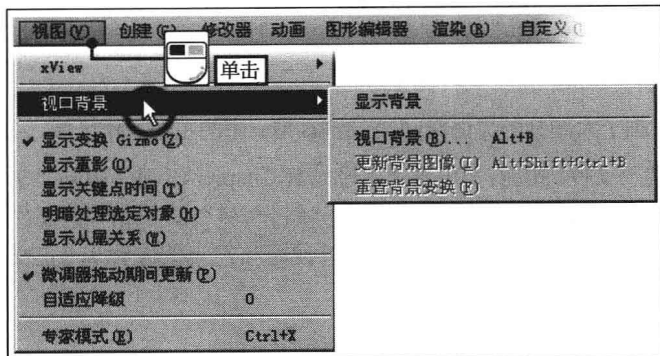 视图(V) 创建(C) 修改器 动画 图形编辑器 渲染(R) 自定义(
单击
xView
视口背景
显示背景
视口背景(B)... Alt+B
更新背景图像(I) Alt+Shift+Ctrl+B
重置背景变换(F)
显示变换 Gizmo(Z)
显示重影(O)
显示关键点时间(I)
明暗处理选定对象(H)
显示从属关系(W)
微调器拖动期间更新(P)
自适应降级 O
专家模式(E) Ctrl+X